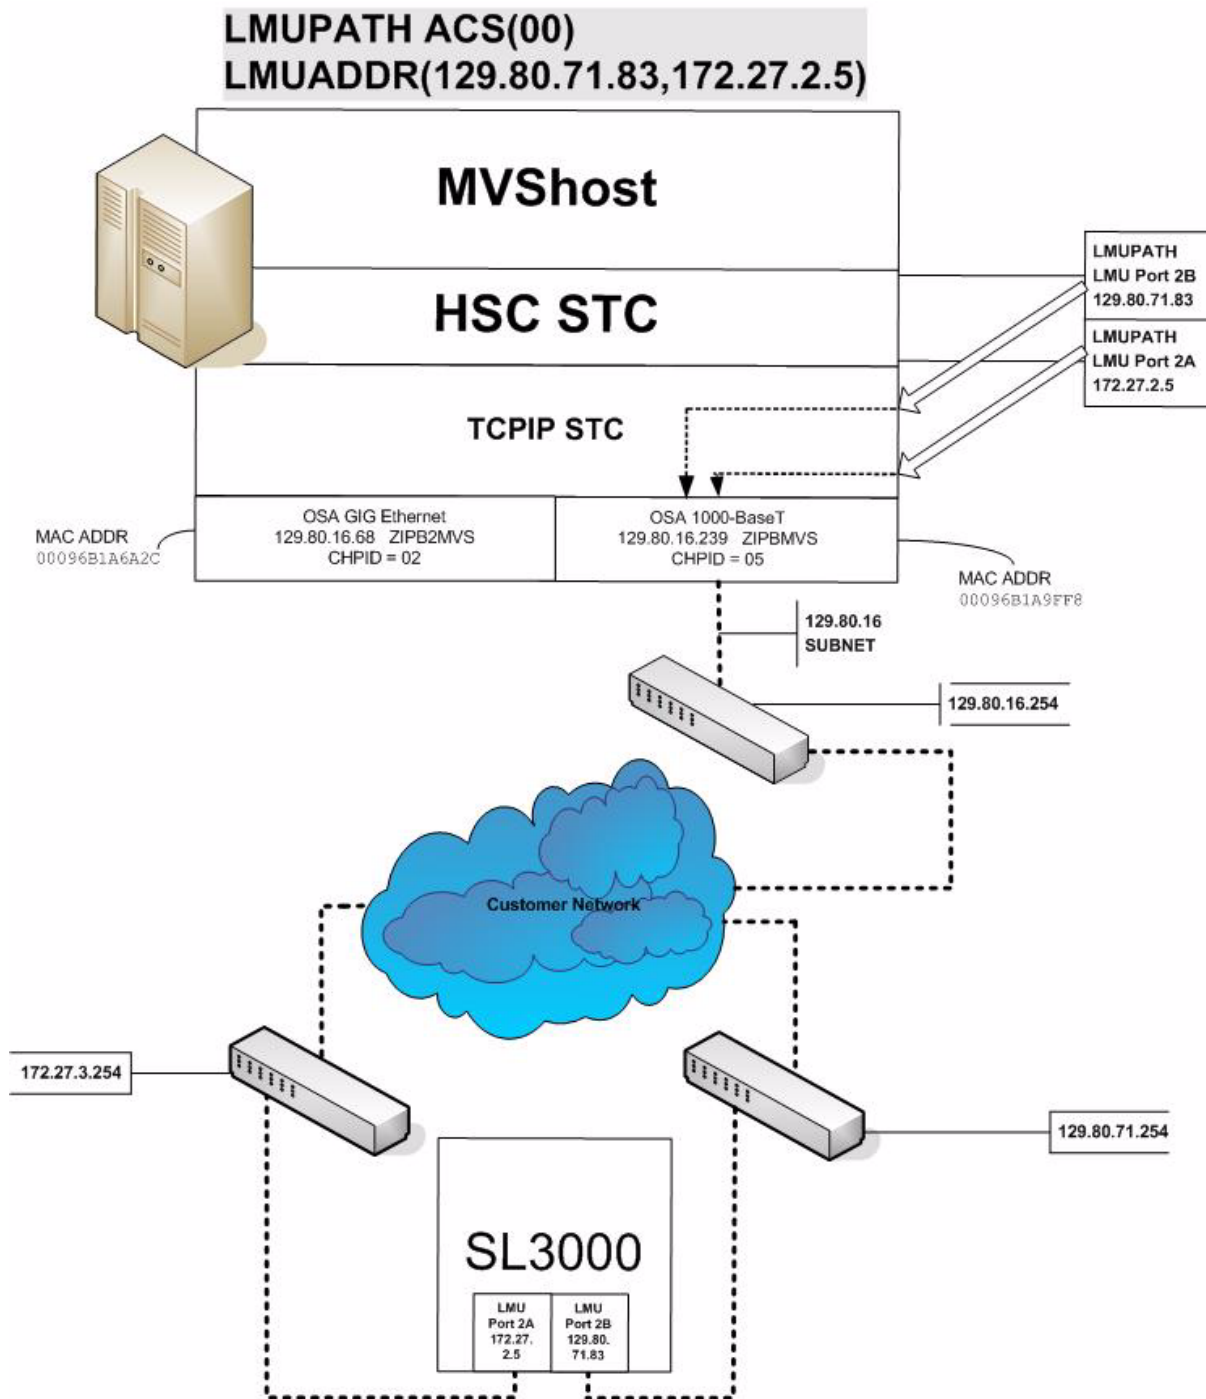 LMUPATH ACS(00)
LMUADDR(129.80.71.83,172.27.2.5)
MVShost
HSC STC
TCPIP STC
LMUPATH
LMU Port 2B
129.80.71.83
LMUPATH
LMU Port 2A
172.27.2.5
MAC ADDR
00096B1A6A2C
OSA GIG Ethernet
129.80.16.68 ZIPB2MVS
CHPID = 02
OSA 1000-BaseT
129.80.16.239 ZIPBMVS
CHPID = 05
MAC ADDR
00096B1A9FF8
129.80.16
SUBNET
129.80.16.254
Customer Network
172.27.3.254
129.80.71.254
SL3000
LMU
Port 2A
172.27.
2.5
LMU
Port 2B
129.80.
71.83